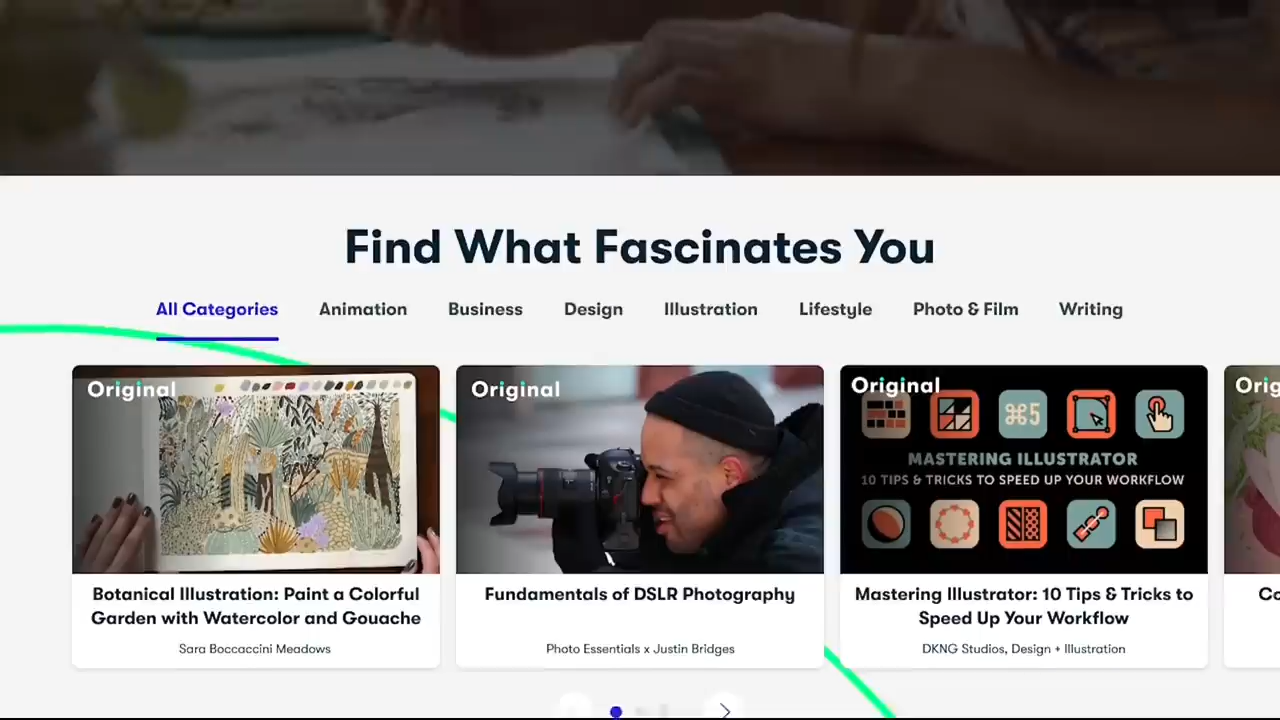 Find What Fascinates You
All Categories Animation Business Design Illustration Lifestyle Photo & Film Writing
Original
Botanical Illustration: Paint a Colorful
Garden with Watercolor and Gouache
Sara Boccaccini Meadows
Original
Fundamentals of DSLR Photography
Photo Essentials x Justin Bridges
Original
⌘5
MASTERING ILLUSTRATOR
10 TIPS & TRICKS TO SPEED UP YOUR WORKFLOW
Mastering Illustrator: 10 Tips & Tricks to
Speed Up Your Workflow
DKNG Studios, Design + Illustration